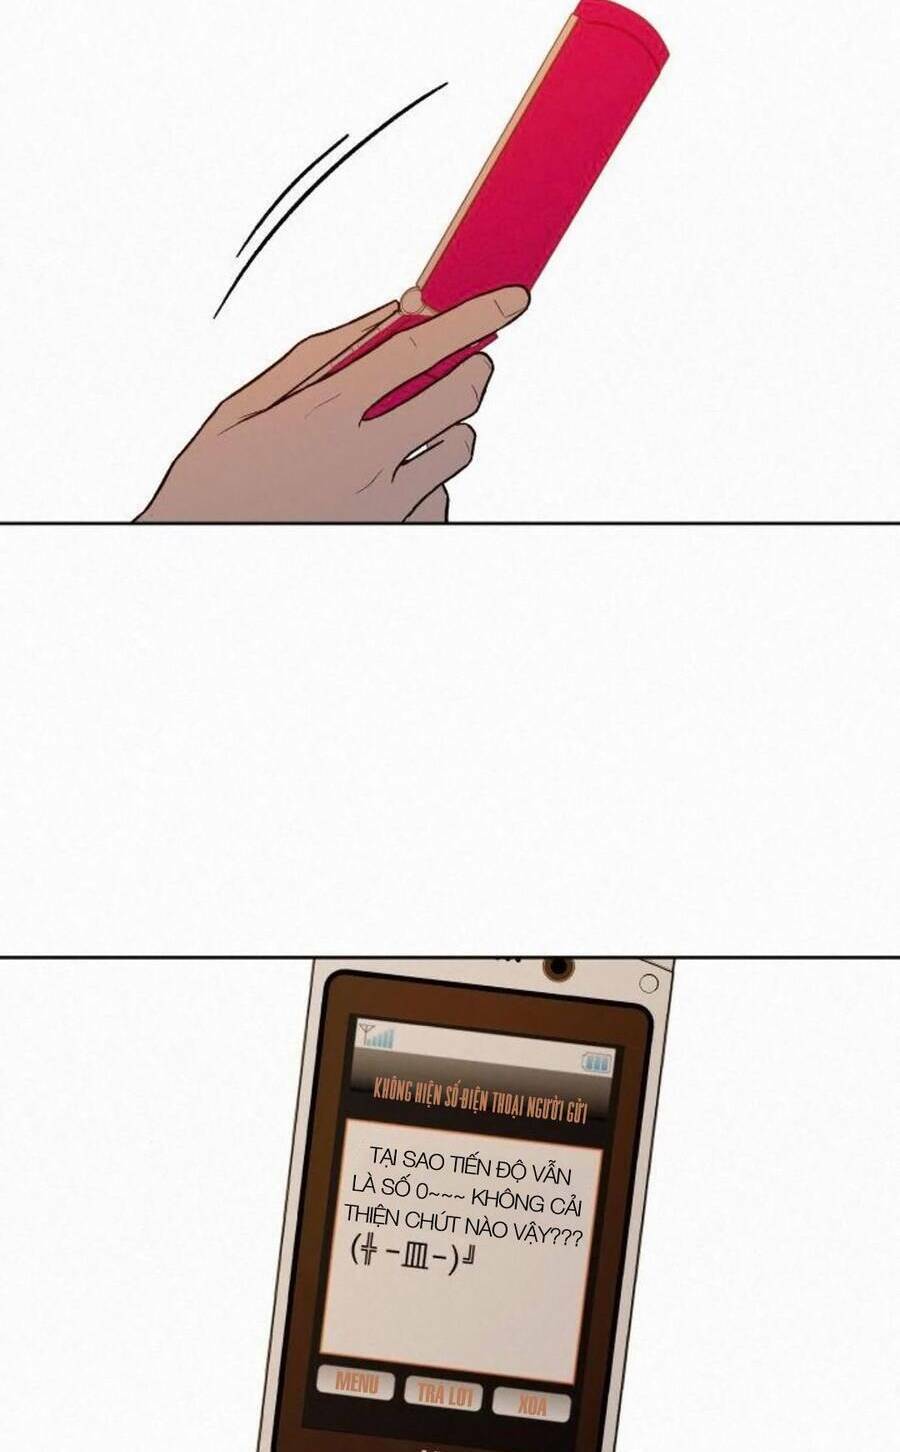 KHÔNG HIỆN SỐ ĐIỆN THOẠI NGƯỜI GỬI
TẠI SAO TIẾN ĐỘ VẪN
LÀ SỐ 0~~~ KHÔNG CẢI
THIỆN CHÚT NÀO VẬY???
(╬ -皿-)╯
MENU TRẢ LỜI XOÁ